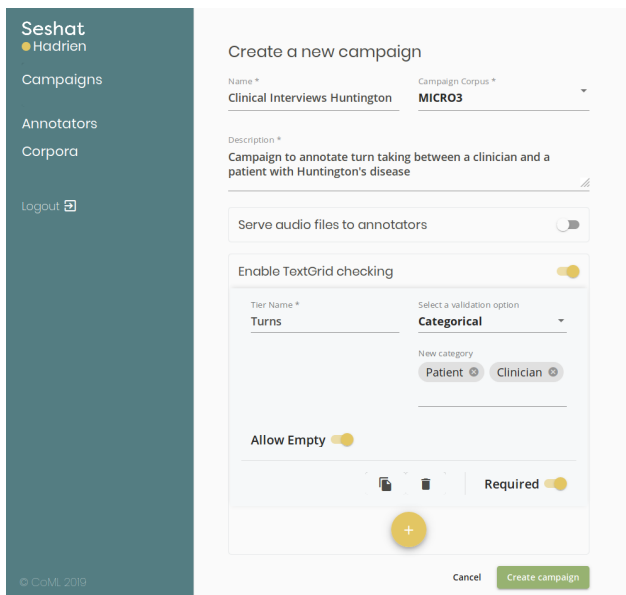 Seshat
Hadrien
Campaigns
Annotators
Corpora
Logout
© CoML 2019
Create a new campaign
Name * Campaign Corpus *
Clinical Interviews Huntington MICRO3
Description *
Campaign to annotate turn taking between a clinician and a
patient with Huntington's disease
Serve audio files to annotators
Enable TextGrid checking
Tier Name * Select a validation option
Turns Categorical
New category
Patient Clinician
Allow Empty
Required
+
Cancel Create campaign